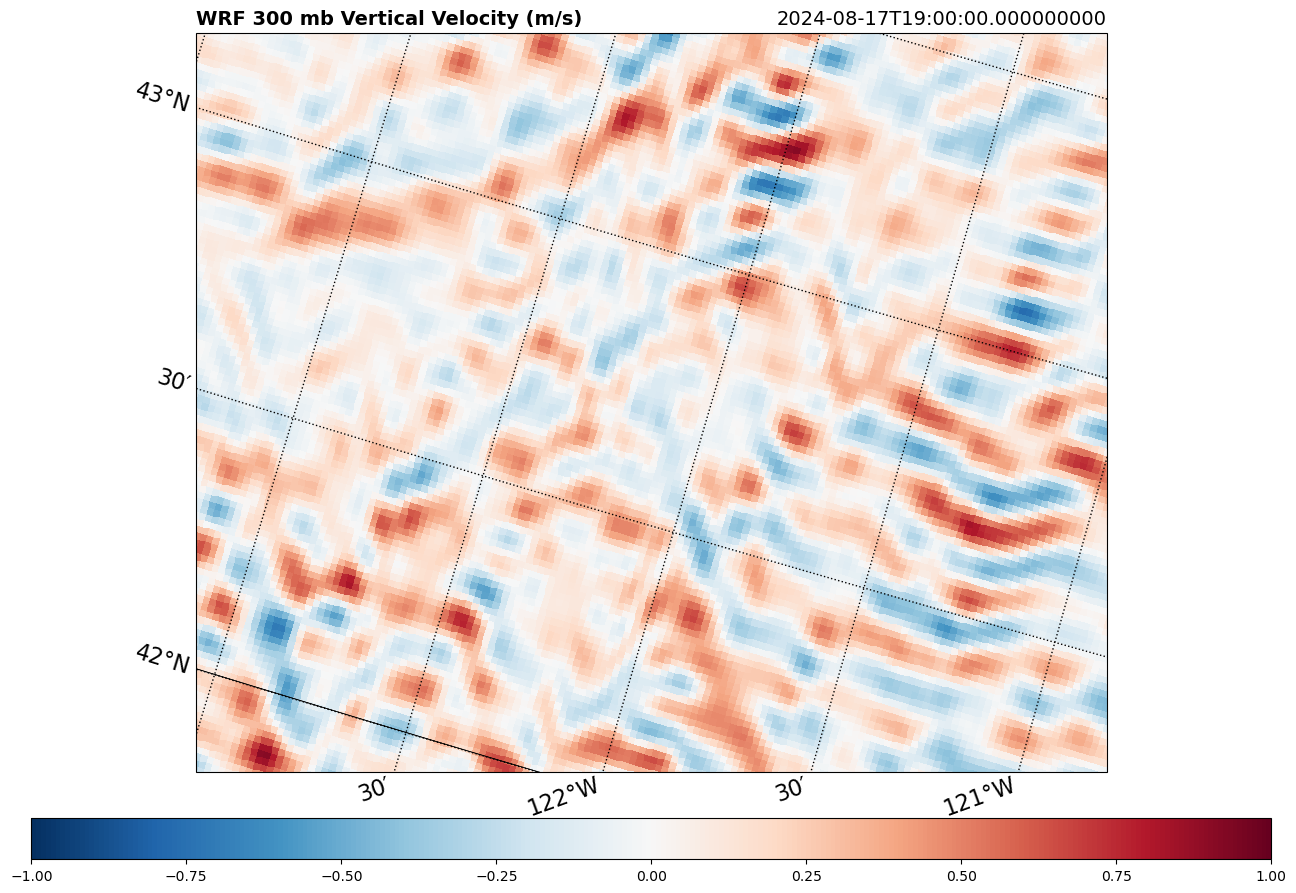 WRF 300 mb Vertical Velocity (m/s) 2024-08-17T19:00:00.000000000
43°N
30′
42°N
30′ 122°W 30′ 121°W
−1.00 −0.75 −0.50 −0.25 0.00 0.25 0.50 0.75 1.00